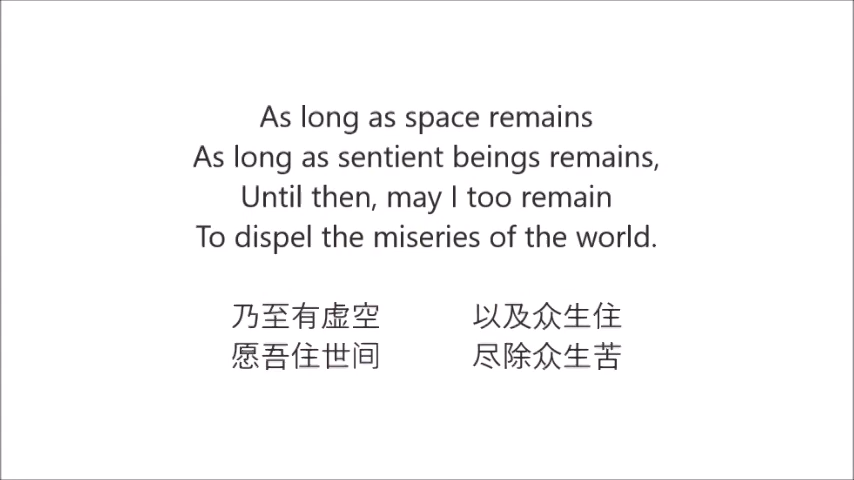 As long as space remains
As long as sentient beings remains,
Until then, may I too remain
To dispel the miseries of the world.
乃至有虚空 以及众生住
愿吾住世间 尽除众生苦